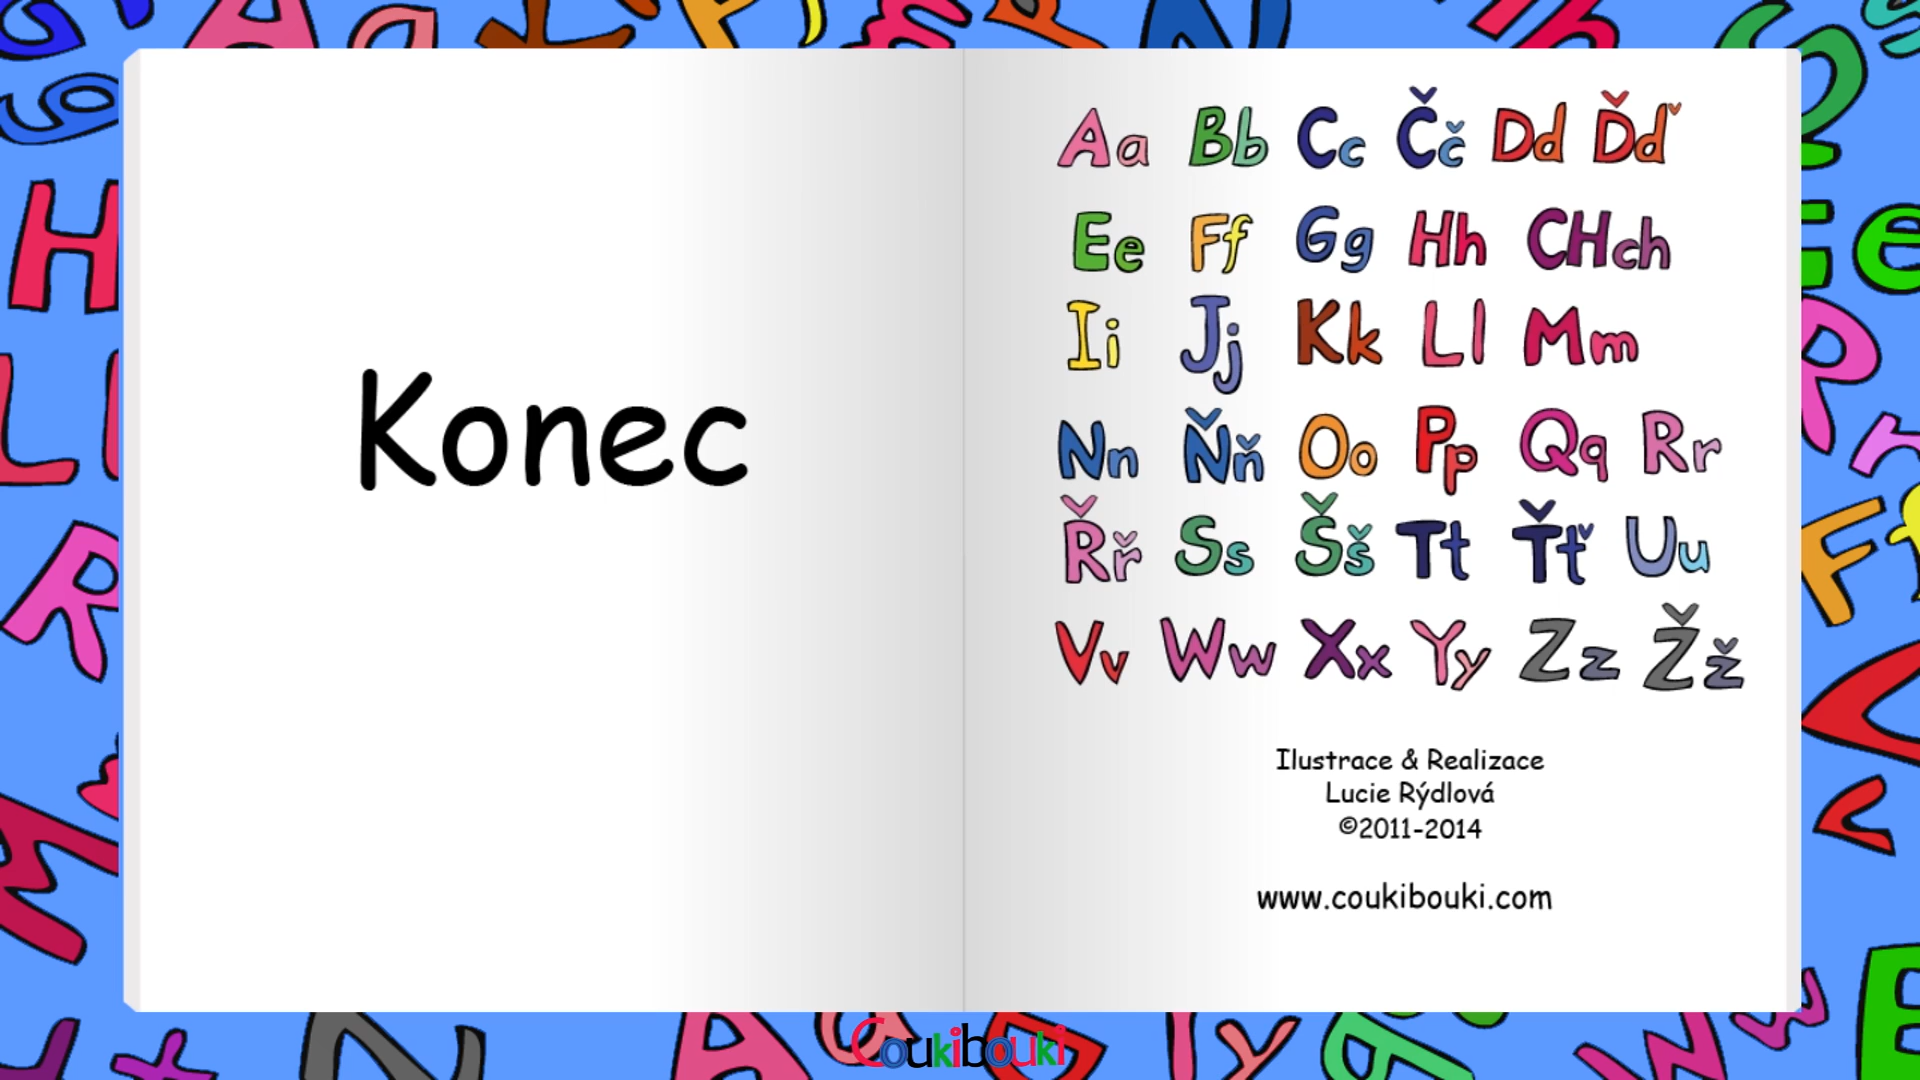 Konec
Aa Bb Cc Čč Dd Ďď
Ee Ff Gg Hh CHch
Ii Jj Kk Ll Mm
Nn Ňň Oo Pp Qq Rr
Řř Ss Šš Tt Ťť Uu
Vv Ww Xx Yy Zz Žž
Ilustrace & Realizace
Lucie Rýdlová
©2011-2014
www.coukibouki.com
Coukibouki